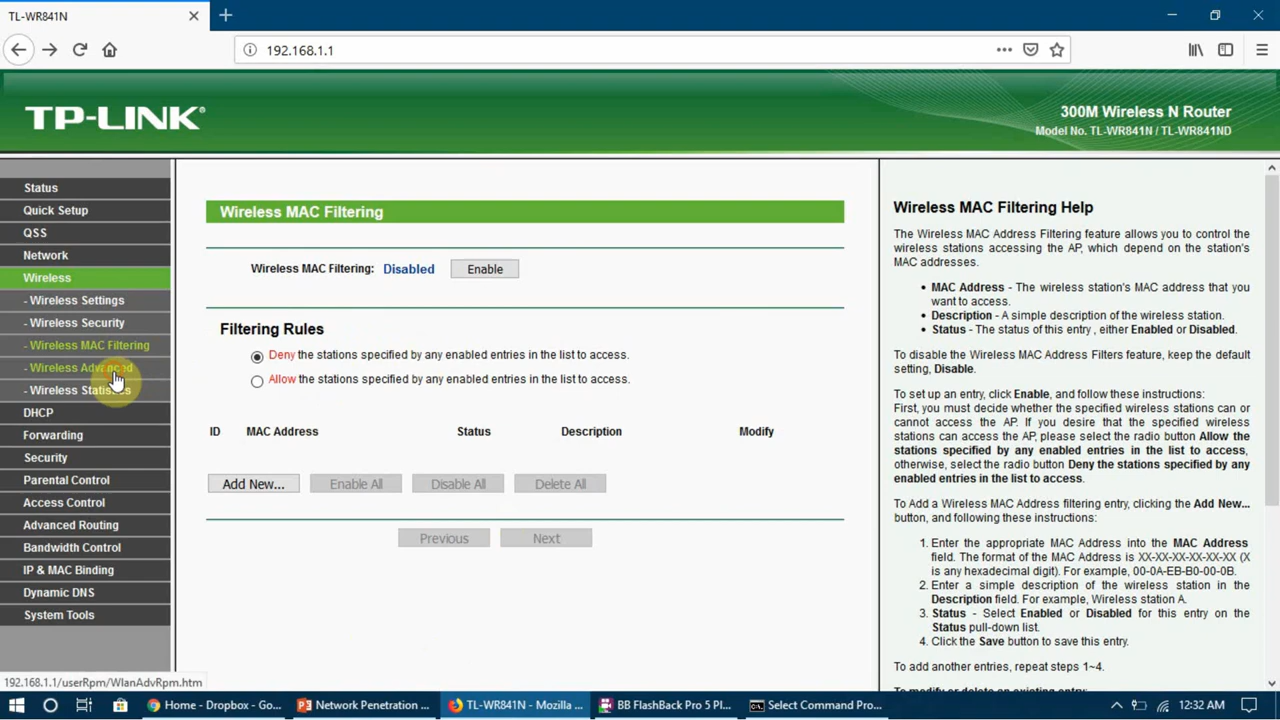 TL-WR841N
192.168.1.1
TP-LINK®
300M Wireless N Router
Model No. TL-WR841N / TL-WR841ND
Status
Quick Setup
QSS
Network
Wireless
- Wireless Settings
- Wireless Security
- Wireless MAC Filtering
- Wireless Advanced
- Wireless Statistics
DHCP
Forwarding
Security
Parental Control
Access Control
Advanced Routing
Bandwidth Control
IP & MAC Binding
Dynamic DNS
System Tools
Wireless MAC Filtering
Wireless MAC Filtering: Disabled Enable
Filtering Rules
Deny the stations specified by any enabled entries in the list to access.
Allow the stations specified by any enabled entries in the list to access.
ID MAC Address Status Description Modify
Add New... Enable All Disable All Delete All
Previous Next
Wireless MAC Filtering Help
The Wireless MAC Address Filtering feature allows you to control the
wireless stations accessing the AP, which depend on the station's
MAC addresses.
• MAC Address - The wireless station's MAC address that you
want to access.
• Description - A simple description of the wireless station.
• Status - The status of this entry , either Enabled or Disabled.
To disable the Wireless MAC Address Filters feature, keep the default
setting, Disable.
To set up an entry, click Enable, and follow these instructions:
First, you must decide whether the specified wireless stations can or
cannot access the AP. If you desire that the specified wireless
stations can access the AP, please select the radio button Allow the
stations specified by any enabled entries in the list to access,
otherwise, select the radio button Deny the stations specified by any
enabled entries in the list to access.
To Add a Wireless MAC Address filtering entry, clicking the Add New...
button, and following these instructions:
1. Enter the appropriate MAC Address into the MAC Address
field. The format of the MAC Address is XX-XX-XX-XX-XX-XX (X
is any hexadecimal digit). For example, 00-0A-EB-B0-00-0B.
2. Enter a simple description of the wireless station in the
Description field. For example, Wireless station A.
3. Status - Select Enabled or Disabled for this entry on the
Status pull-down list.
4. Click the Save button to save this entry.
To add another entries, repeat steps 1~4.
To modify or delete an existing entry:
192.168.1.1/userRpm/WlanAdvRpm.htm
Home - Dropbox - Go...
Network Penetration ...
TL-WR841N - Mozilla ...
BB FlashBack Pro 5 Pl...
Select Command Pro...
12:32 AM